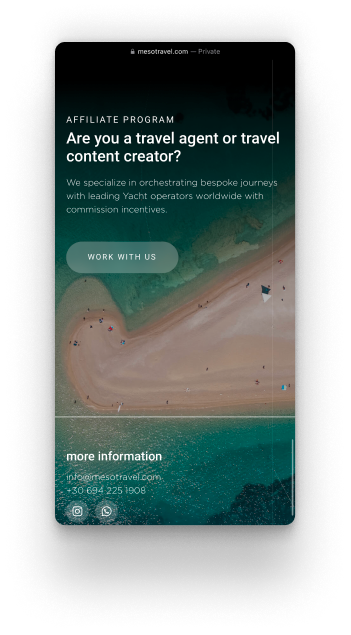 mesotravel.com — Private
AFFILIATE PROGRAM
Are you a travel agent or travel
content creator?
We specialize in orchestrating bespoke journeys
with leading Yacht operators worldwide with
commission incentives.
WORK WITH US
more information
info@mesotravel.com
+30 694 225 1908